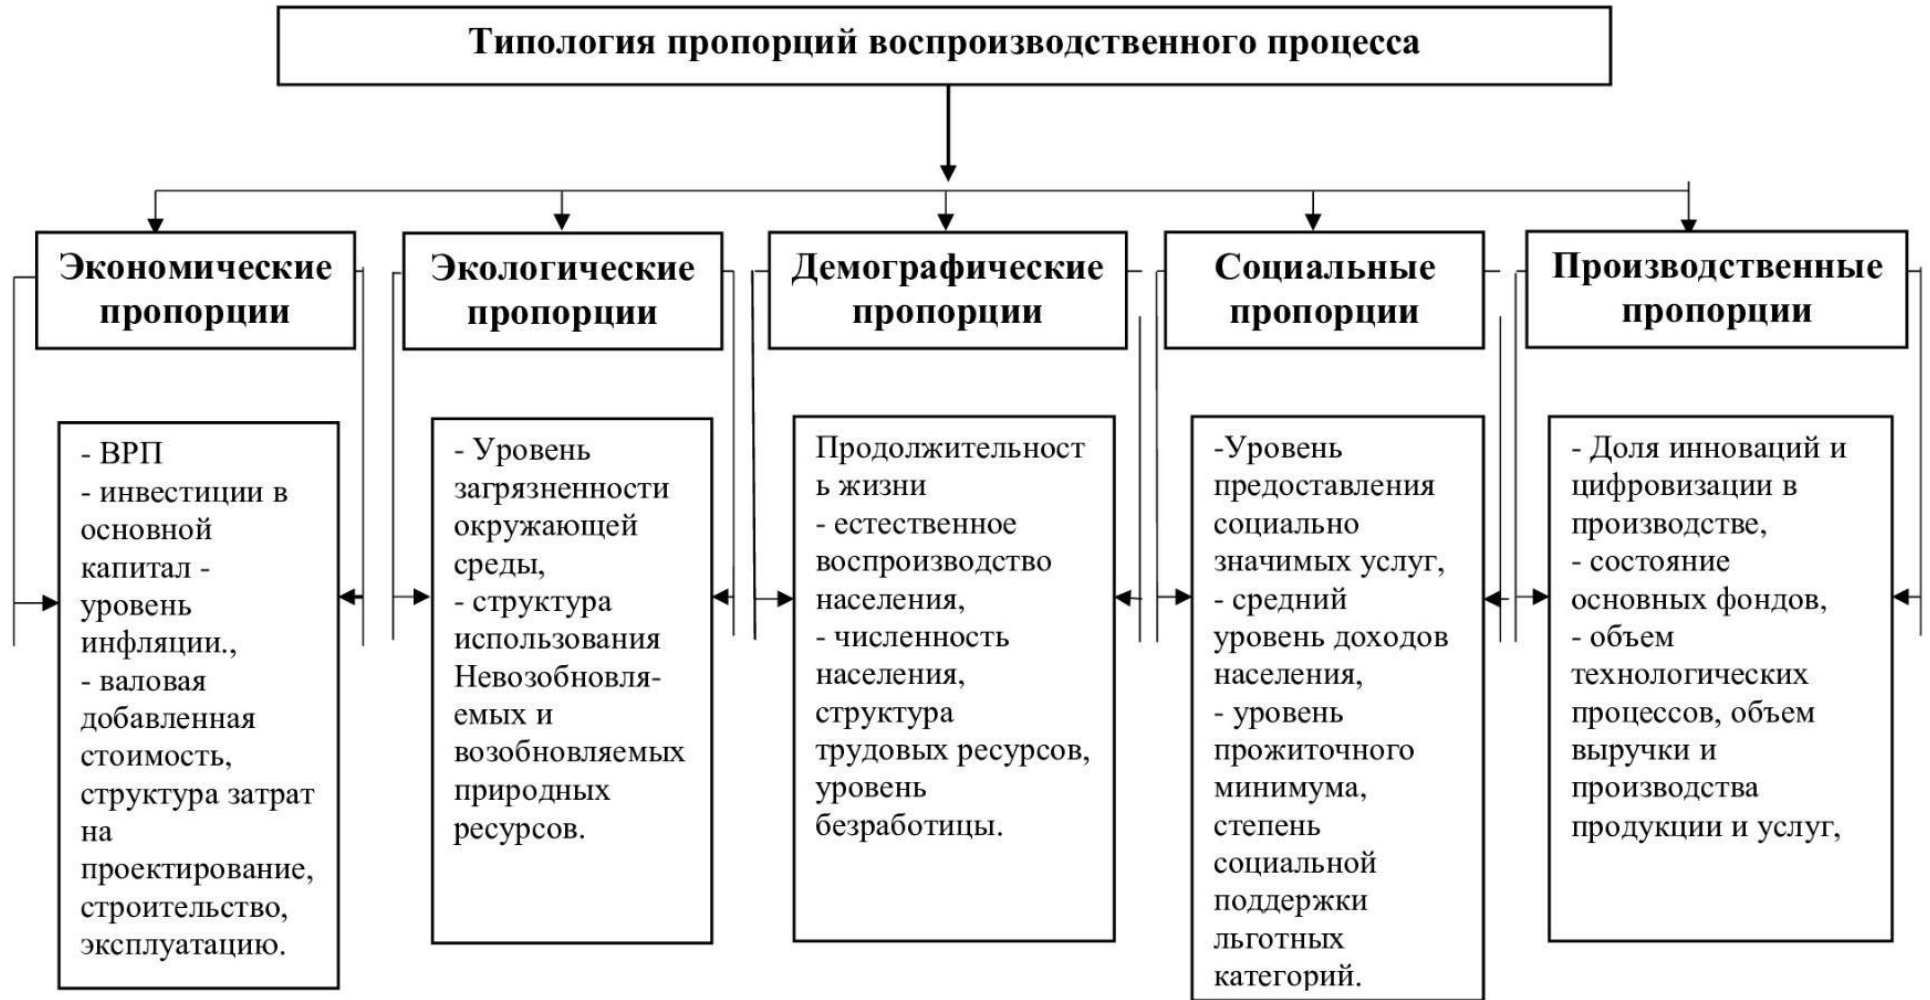 Типология пропорций воспроизводственного процесса
Экономические
пропорции
- ВРП
- инвестиции в
основной
капитал -
уровень
инфляции.,
- валовая
добавленная
стоимость,
структура затрат
на
проектирование,
строительство,
эксплуатацию.
Экологические
пропорции
- Уровень
загрязненности
окружающей
среды,
- структура
использования
Невозобновля-
емых и
возобновляемых
природных
ресурсов.
Демографические
пропорции
Продолжительност
ь жизни
- естественное
воспроизводство
населения,
- численность
населения,
структура
трудовых ресурсов,
уровень
безработицы.
Социальные
пропорции
-Уровень
предоставления
социально
значимых услуг,
- средний
уровень доходов
населения,
- уровень
прожиточного
минимума,
степень
социальной
поддержки
льготных
категорий.
Производственные
пропорции
- Доля инноваций и
цифровизации в
производстве,
- состояние
основных фондов,
- объем
технологических
процессов, объем
выручки и
производства
продукции и услуг,